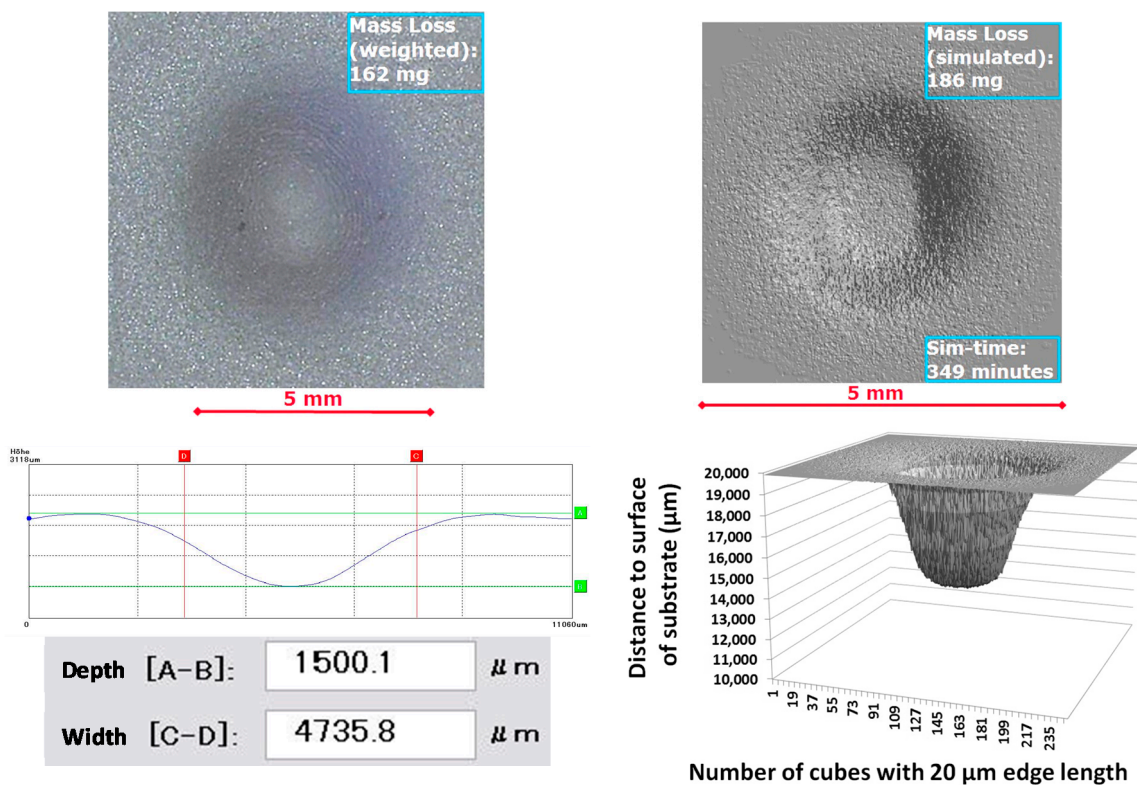 Mass Loss
(weighted):
162 mg
5 mm
Mass Loss
(simulated):
186 mg
Sim-time:
349 minutes
5 mm
Höhe
3118um
D
C
A
B
0
11060um
Depth [A-B]: 1500.1 μm
Width [C-D]: 4735.8 μm
Distance to surface
of substrate (µm)
20,000
19,000
18,000
17,000
16,000
15,000
14,000
13,000
12,000
11,000
10,000
1
19
37
55
73
91
109
127
145
163
181
199
217
235
Number of cubes with 20 µm edge length